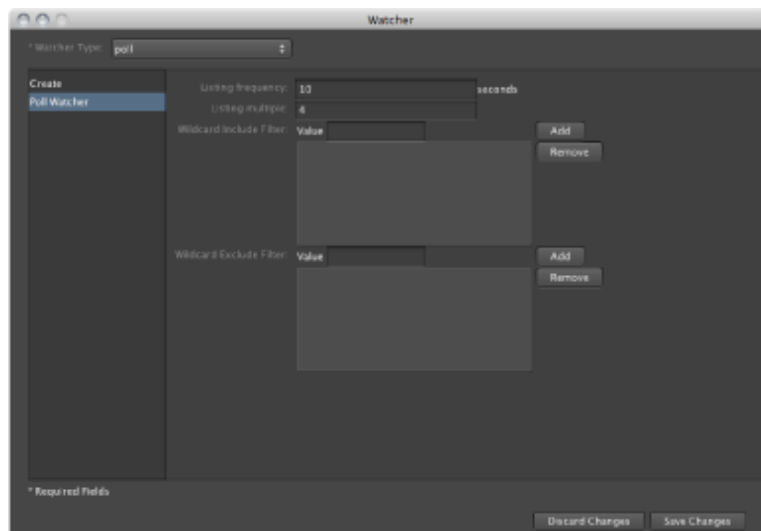 Watcher
* Watcher Type: poll
Create
Poll Watcher
Listing frequency: 10 seconds
Listing multiple: 4
Wildcard Include Filter: Value Add
Remove
Wildcard Exclude Filter: Value Add
Remove
* Required Fields
Discard Changes Save Changes